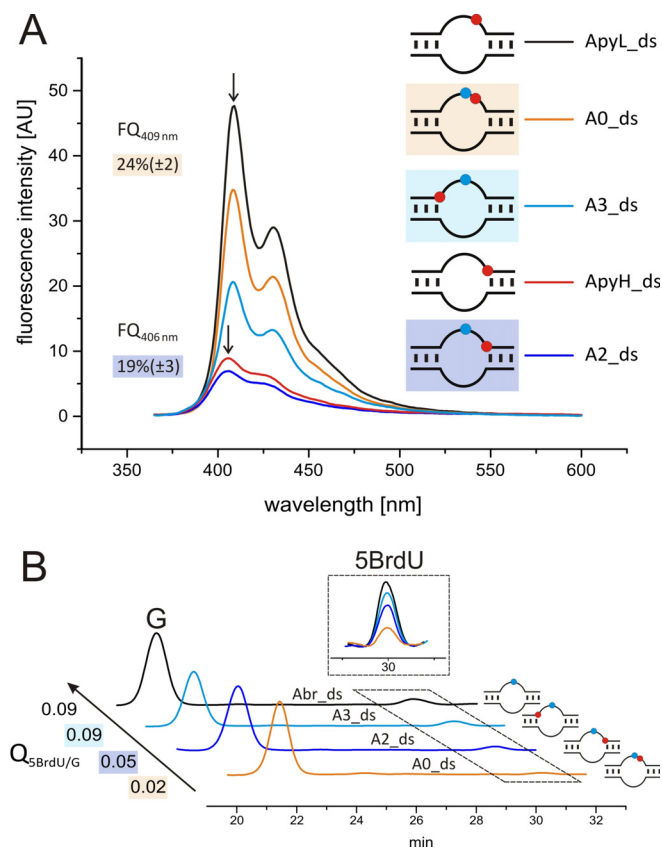 A
ApyL_ds
A0_ds
A3_ds
ApyH_ds
A2_ds
FQ409 nm
24%(±2)
FQ406 nm
19%(±3)
fluorescence intensity [AU]
50
40
30
20
10
0
350
400
450
500
550
600
wavelength [nm]
B
5BrdU
30
G
Abr_ds
A3_ds
A2_ds
A0_ds
0.09
0.09
0.05
0.02
Q5BrdU/G
20
22
24
26
28
30
32
min